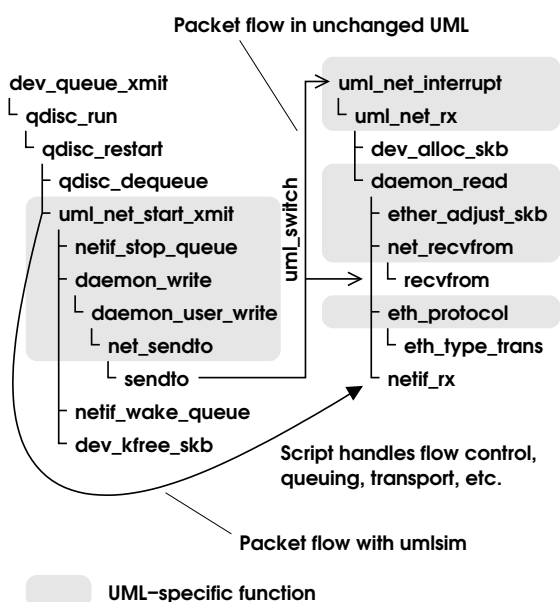 Packet flow in unchanged UML
dev_queue_xmit
qdisc_run
qdisc_restart
qdisc_dequeue
uml_net_start_xmit
netif_stop_queue
daemon_write
daemon_user_write
net_sendto
sendto
netif_wake_queue
dev_kfree_skb
uml_switch
uml_net_interrupt
uml_net_rx
dev_alloc_skb
daemon_read
ether_adjust_skb
net_recvfrom
recvfrom
eth_protocol
eth_type_trans
netif_rx
Script handles flow control,
queuing, transport, etc.
Packet flow with umlsim
UML−specific function